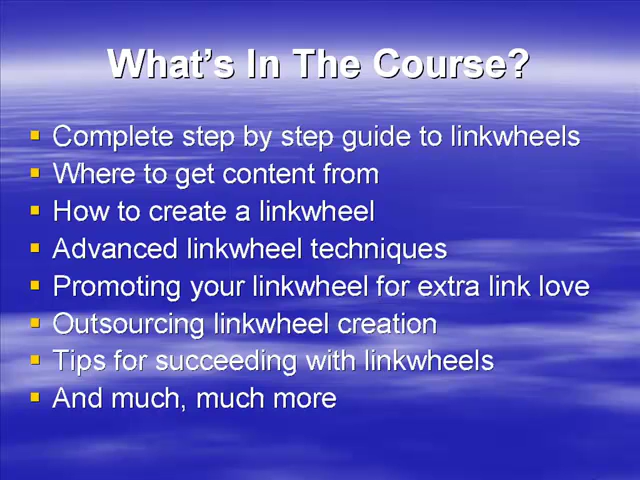 What's In The Course?
Complete step by step guide to linkwheels
Where to get content from
How to create a linkwheel
Advanced linkwheel techniques
Promoting your linkwheel for extra link love
Outsourcing linkwheel creation
Tips for succeeding with linkwheels
And much, much more